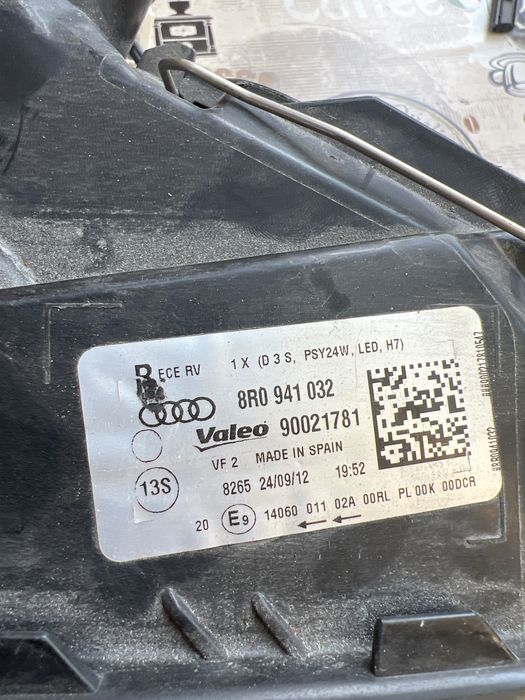 R ECE RV 1 X (D 3 S, PSY24W, LED, H7)
8R0 941 032
Valeo 90021781
VF 2 MADE IN SPAIN
13S 8265 24/09/12 19:52
20 E9 14060 011 02A 00RL PL 00K 00DCR